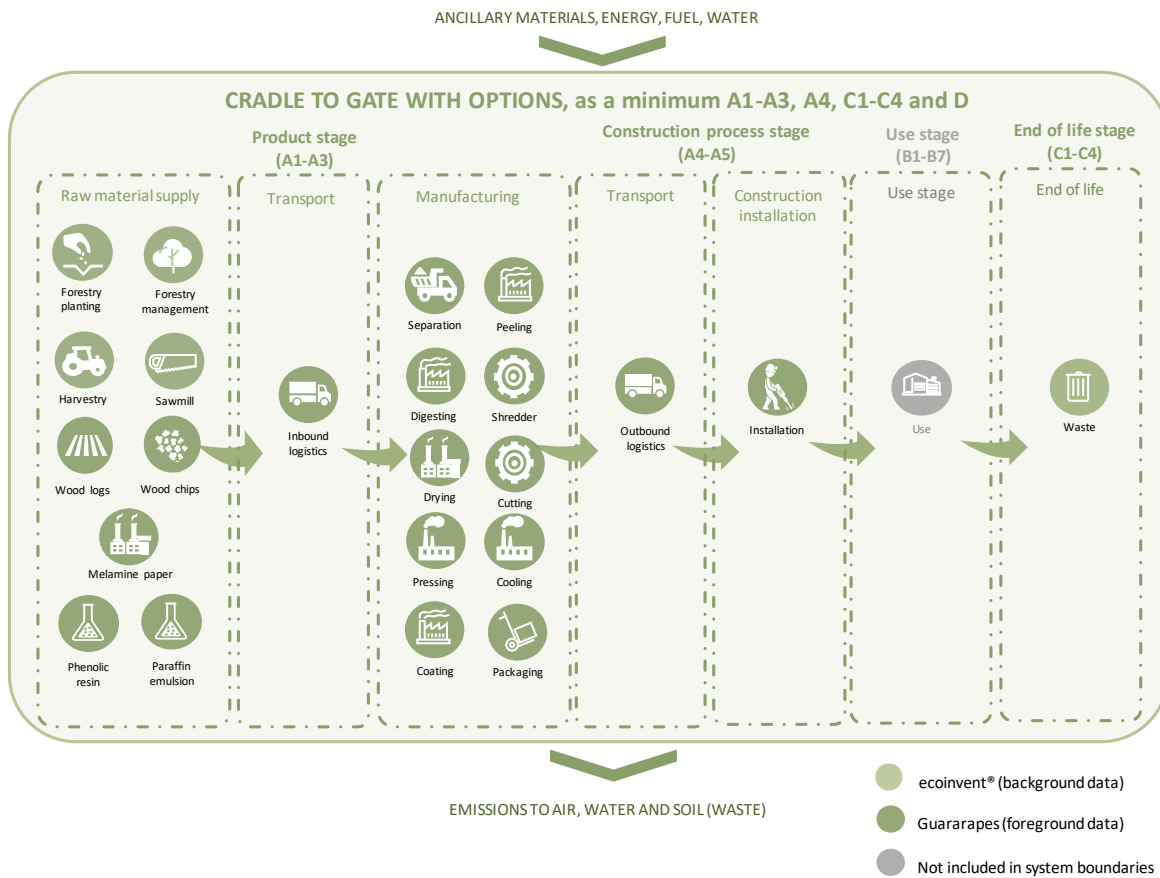 ANCILLARY MATERIALS, ENERGY, FUEL, WATER
CRADLE TO GATE WITH OPTIONS, as a minimum A1-A3, A4, C1-C4 and D
Product stage
(A1-A3)
Construction process stage
(A4-A5)
Use stage
(B1-B7)
End of life stage
(C1-C4)
Raw material supply
Transport
Manufacturing
Transport
Construction
installation
Use stage
End of life
Forestry
planting
Forestry
management
Harvestry
Sawmill
Wood logs
Wood chips
Melamine paper
Phenolic
resin
Paraffin
emulsion
Inbound
logistics
Separation
Peeling
Digesting
Shredder
Drying
Cutting
Pressing
Cooling
Coating
Packaging
Outbound
logistics
Installation
Use
Waste
EMISSIONS TO AIR, WATER AND SOIL (WASTE)
ecoinvent® (background data)
Guararapes (foreground data)
Not included in system boundaries